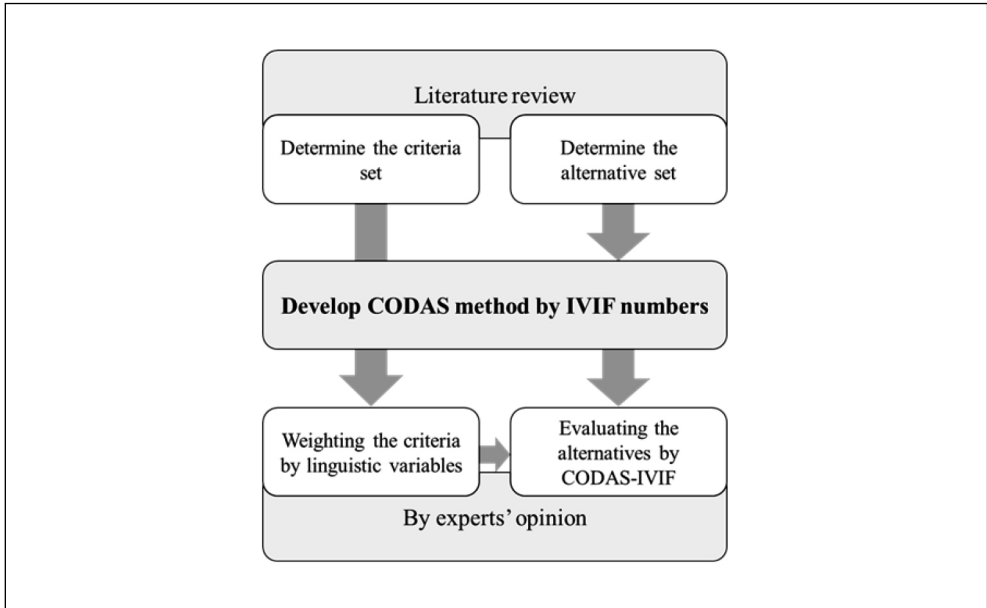 Literature review
Determine the criteria
set
Determine the
alternative set
Develop CODAS method by IVIF numbers
Weighting the criteria
by linguistic variables
Evaluating the
alternatives by
CODAS-IVIF
By experts’ opinion